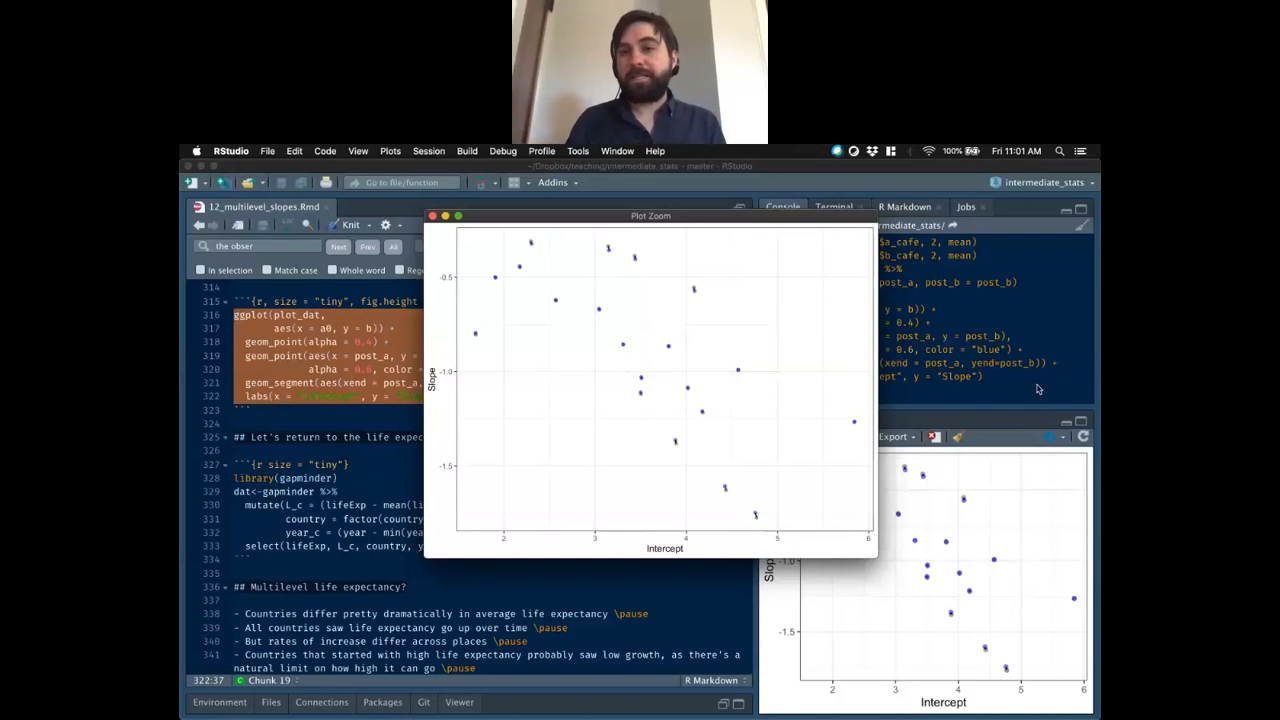 RStudio File Edit Code View Plots Session Build Debug Profile Tools Window Help 100% Fri 11:01 AM
~/Dropbox/teaching/intermediate_stats - master - RStudio
Go to file/function Addins intermediate_stats
12_multilevel_slopes.Rmd
Knit
the obser Next Prev All
In selection Match case Whole word Reg
314
315 ```{r, size = "tiny", fig.height
316 ggplot(plot_dat,
317 aes(x = a0, y = b)) +
318 geom_point(alpha = 0.4) +
319 geom_point(aes(x = post_a, y =
320 alpha = 0.6, color =
321 geom_segment(aes(xend = post_a,
322 labs(x =
323 ```
324
325 ## Let's return to the life expec
326
327 ```{r size = "tiny"}
328 library(gapminder)
329 dat<-gapminder %>%
330 mutate(L_c = (lifeExp - mean(li
331 country = factor(country
332 year_c = (year - min(yea
333 select(lifeExp, L_c, country, y
334 ```
335
336 ## Multilevel life expectancy?
337
338 - Countries differ pretty dramatically in average life expectancy \pause
339 - All countries saw life expectancy go up over time \pause
340 - But rates of increase differ across places \pause
341 - Countries that started with high life expectancy probably saw low growth, as there's a
natural limit on how high it can go \pause
322:37 Chunk 19 R Markdown
Environment Files Connections Packages Git Viewer
Plot Zoom
-0.5
-1.0
-1.5
Slope
2 3 4 5 6
Intercept
Console Terminal R Markdown Jobs
ermediate_stats/
$a_cafe, 2, mean)
$b_cafe, 2, mean)
%>%
post_a, post_b = post_b)
y = b)) +
= 0.4) +
= post_a, y = post_b),
= 0.6, color = "blue") +
(xend = post_a, yend=post_b)) +
ept", y = "Slope")
Export
-1.0
-1.5
Slope
2 3 4 5 6
Intercept